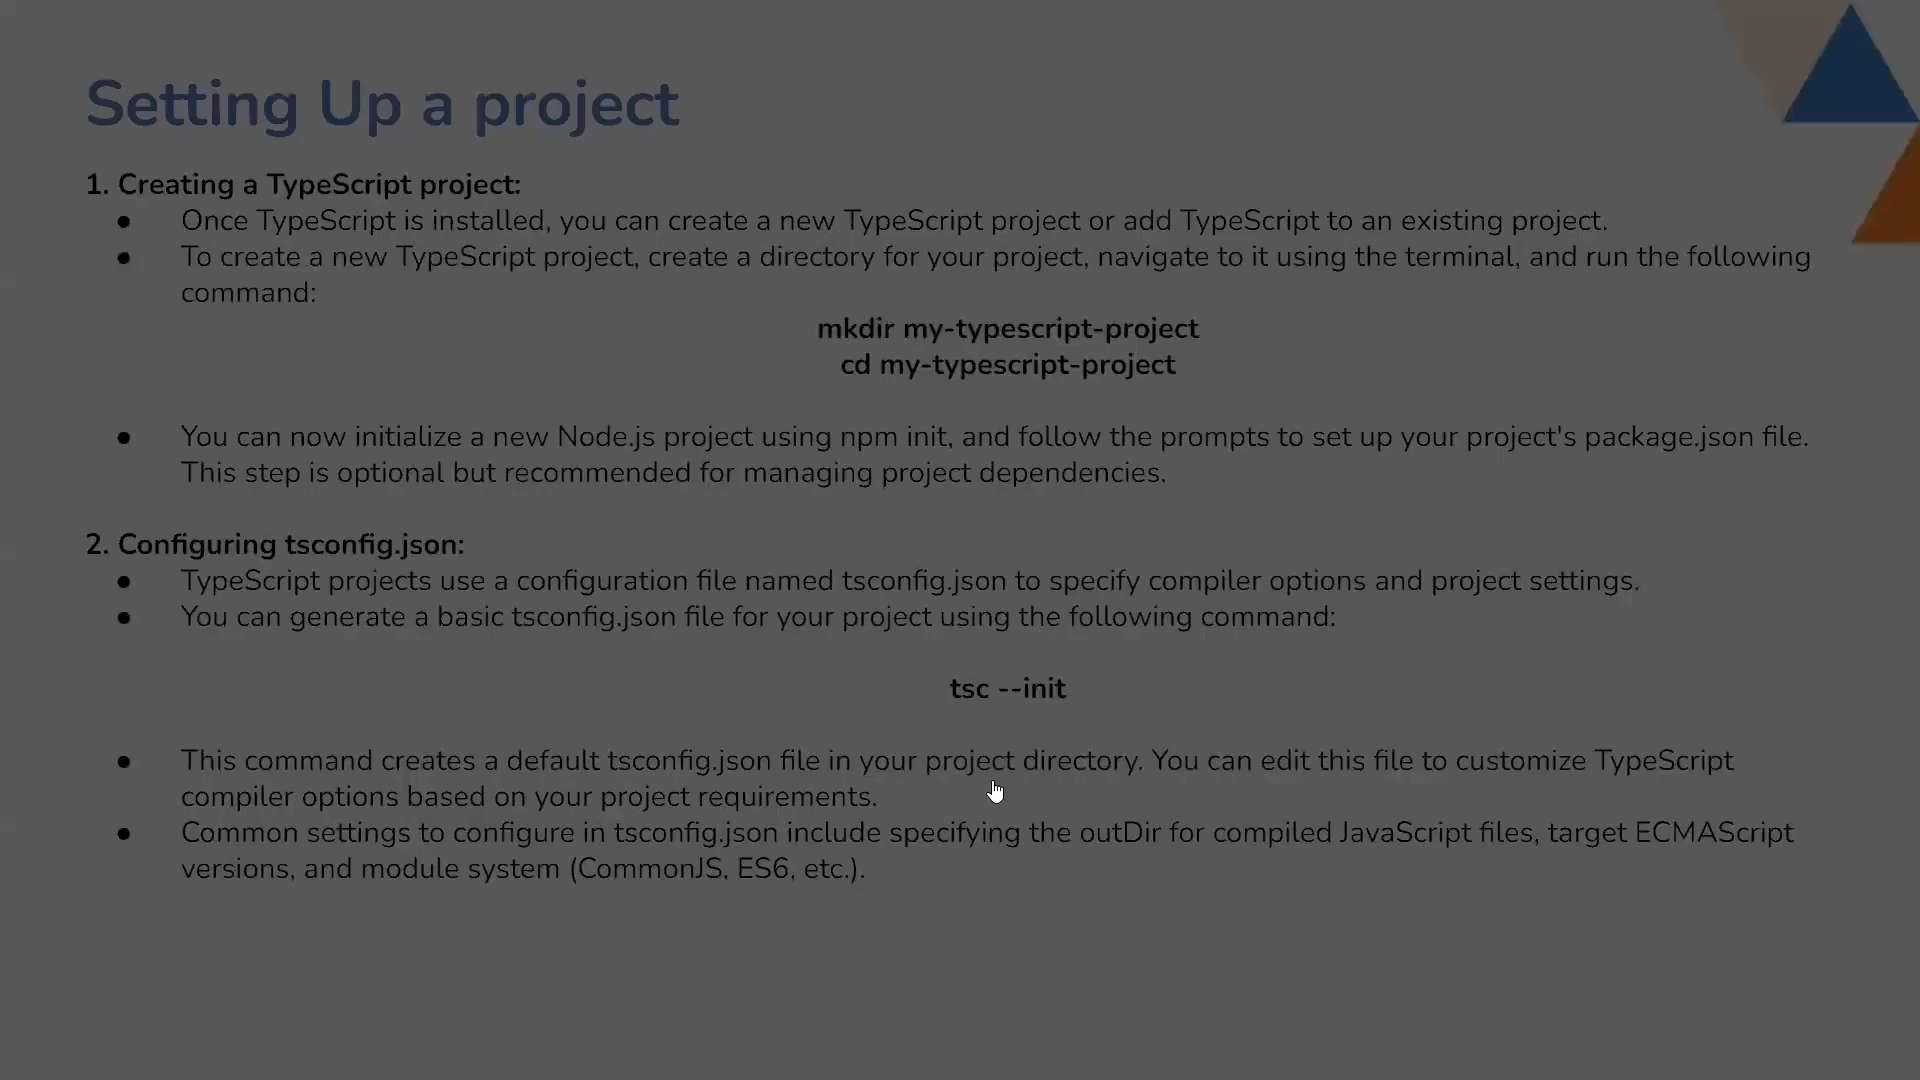 Setting Up a project
1. Creating a TypeScript project:
● Once TypeScript is installed, you can create a new TypeScript project or add TypeScript to an existing project.
● To create a new TypeScript project, create a directory for your project, navigate to it using the terminal, and run the following
command:
mkdir my-typescript-project
cd my-typescript-project
● You can now initialize a new Node.js project using npm init, and follow the prompts to set up your project's package.json file.
This step is optional but recommended for managing project dependencies.
2. Configuring tsconfig.json:
● TypeScript projects use a configuration file named tsconfig.json to specify compiler options and project settings.
● You can generate a basic tsconfig.json file for your project using the following command:
tsc --init
● This command creates a default tsconfig.json file in your project directory. You can edit this file to customize TypeScript
compiler options based on your project requirements.
● Common settings to configure in tsconfig.json include specifying the outDir for compiled JavaScript files, target ECMAScript
versions, and module system (CommonJS, ES6, etc.).